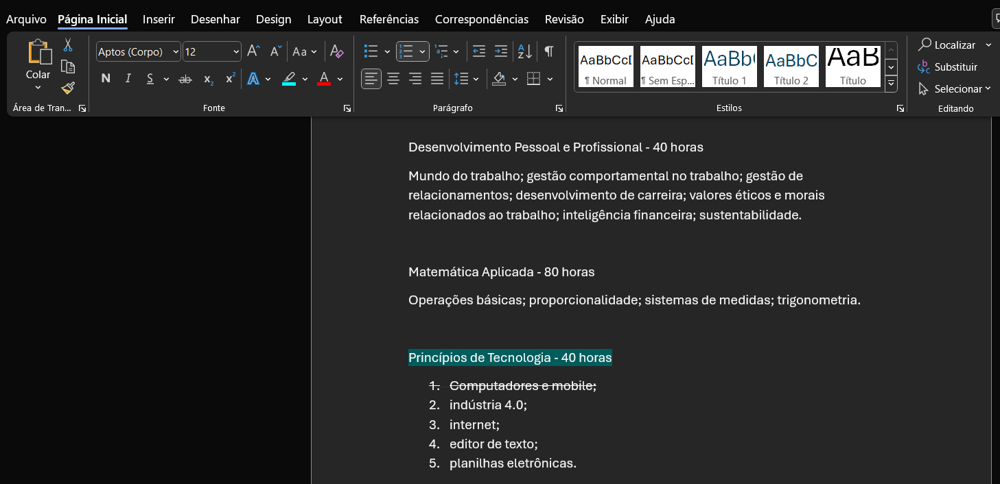 Arquivo Página Inicial Inserir Desenhar Design Layout Referências Correspondências Revisão Exibir Ajuda
Colar
Área de Tran...
Aptos (Corpo) 12
Aa
N I S ab x2 x2 A A
Fonte
Parágrafo
AaBbCcI AaBbCcI AaBb( AaBbC AaB
¶ Normal ¶ Sem Esp... Título 1 Título 2 Título
Estilos
Localizar
Substituir
Selecionar
Editando
Desenvolvimento Pessoal e Profissional - 40 horas
Mundo do trabalho; gestão comportamental no trabalho; gestão de
relacionamentos; desenvolvimento de carreira; valores éticos e morais
relacionados ao trabalho; inteligência financeira; sustentabilidade.
Matemática Aplicada - 80 horas
Operações básicas; proporcionalidade; sistemas de medidas; trigonometria.
Princípios de Tecnologia - 40 horas
1. Computadores e mobile;
2. indústria 4.0;
3. internet;
4. editor de texto;
5. planilhas eletrônicas.